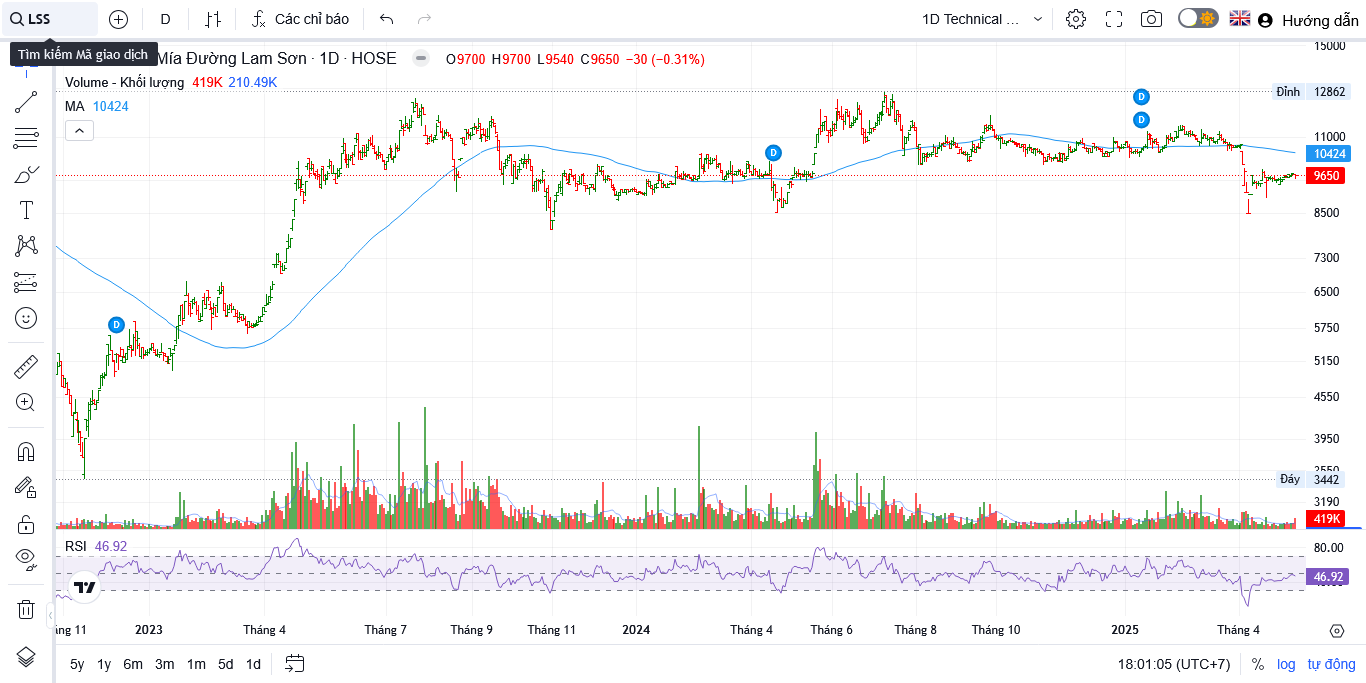 LSS
D
Các chỉ báo
1D Technical ...
Hướng dẫn
Tìm kiếm Mã giao dịch
Mía Đường Lam Sơn · 1D · HOSE
O9700 H9700 L9540 C9650 −30 (−0.31%)
Volume - Khối lượng 419K 210.49K
MA 10424
15000
Đỉnh 12862
11000
10424
9650
8500
7300
6500
5750
5150
4550
3950
3550
Đáy 3442
3190
419K
D
D
D
D
RSI 46.92
80.00
46.92
ng 11 2023 Tháng 4 Tháng 7 Tháng 9 Tháng 11 2024 Tháng 4 Tháng 6 Tháng 8 Tháng 10 2025 Tháng 4
5y 1y 6m 3m 1m 5d 1d
18:01:05 (UTC+7) % log tự động